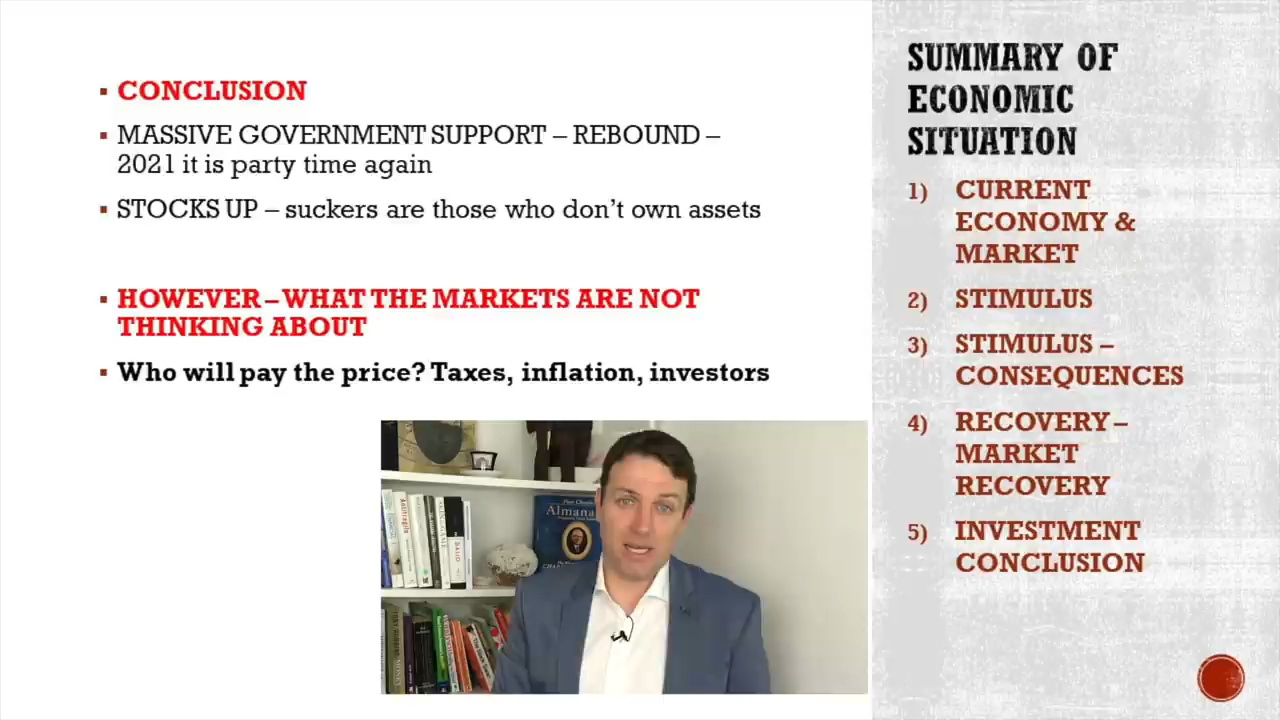 CONCLUSION
MASSIVE GOVERNMENT SUPPORT – REBOUND –
2021 it is party time again
STOCKS UP – suckers are those who don't own assets
HOWEVER – WHAT THE MARKETS ARE NOT
THINKING ABOUT
Who will pay the price? Taxes, inflation, investors
Almana
SUMMARY OF
ECONOMIC
SITUATION
1) CURRENT
ECONOMY &
MARKET
2) STIMULUS
3) STIMULUS –
CONSEQUENCES
4) RECOVERY –
MARKET
RECOVERY
5) INVESTMENT
CONCLUSION